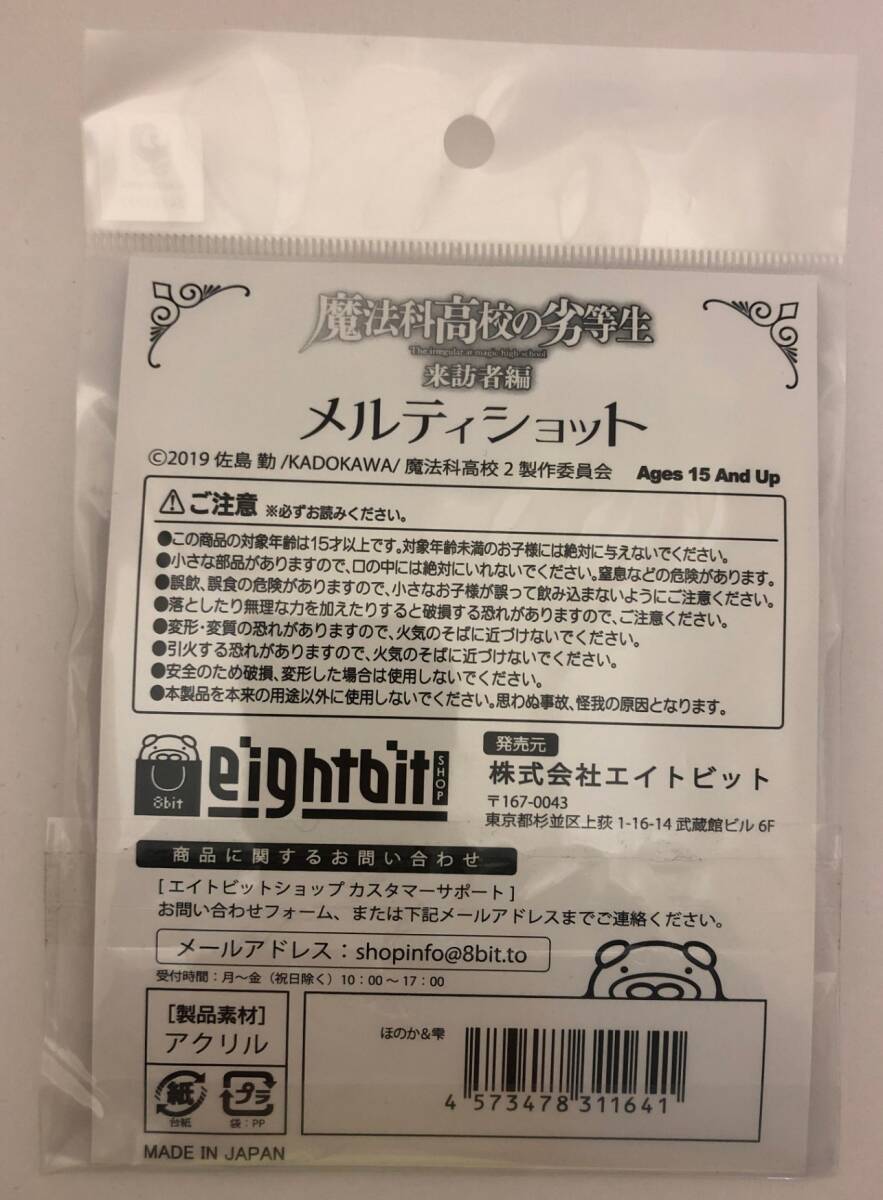 魔法科高校の劣等生
The irregular at magic high school
来訪者編
メルティショット
©2019 佐島 勤 /KADOKAWA/ 魔法科高校 2 製作委員会 Ages 15 And Up
⚠ご注意 ※必ずお読みください。
●この商品の対象年齢は15才以上です。対象年齢未満のお子様には絶対に与えないでください。
●小さな部品がありますので、口の中には絶対にいれないでください。窒息などの危険があります。
●誤飲、誤食の危険がありますので、小さなお子様が誤って飲み込まないようにご注意ください。
●落としたり無理な力を加えたりすると破損する恐れがありますので、ご注意ください。
●変形・変質の恐れがありますので、火気のそばに近づけないでください。
●引火する恐れがありますので、火気のそばに近づけないでください。
●安全のため破損、変形した場合は使用しないでください。
●本製品を本来の用途以外に使用しないでください。思わぬ事故、怪我の原因となります。
8bit
eightbit SHOP
発売元
株式会社エイトビット
〒167-0043
東京都杉並区上荻 1-16-14 武蔵館ビル 6F
商品に関するお問い合わせ
[ エイトビットショップ カスタマーサポート ]
お問い合わせフォーム、または下記メールアドレスまでご連絡ください。
メールアドレス：shopinfo@8bit.to
受付時間：月～金（祝日除く）10：00 ～ 17：00
[製品素材]
アクリル
紙
台紙
プラ
袋：PP
ほのか&雫
4 573478 311641
MADE IN JAPAN